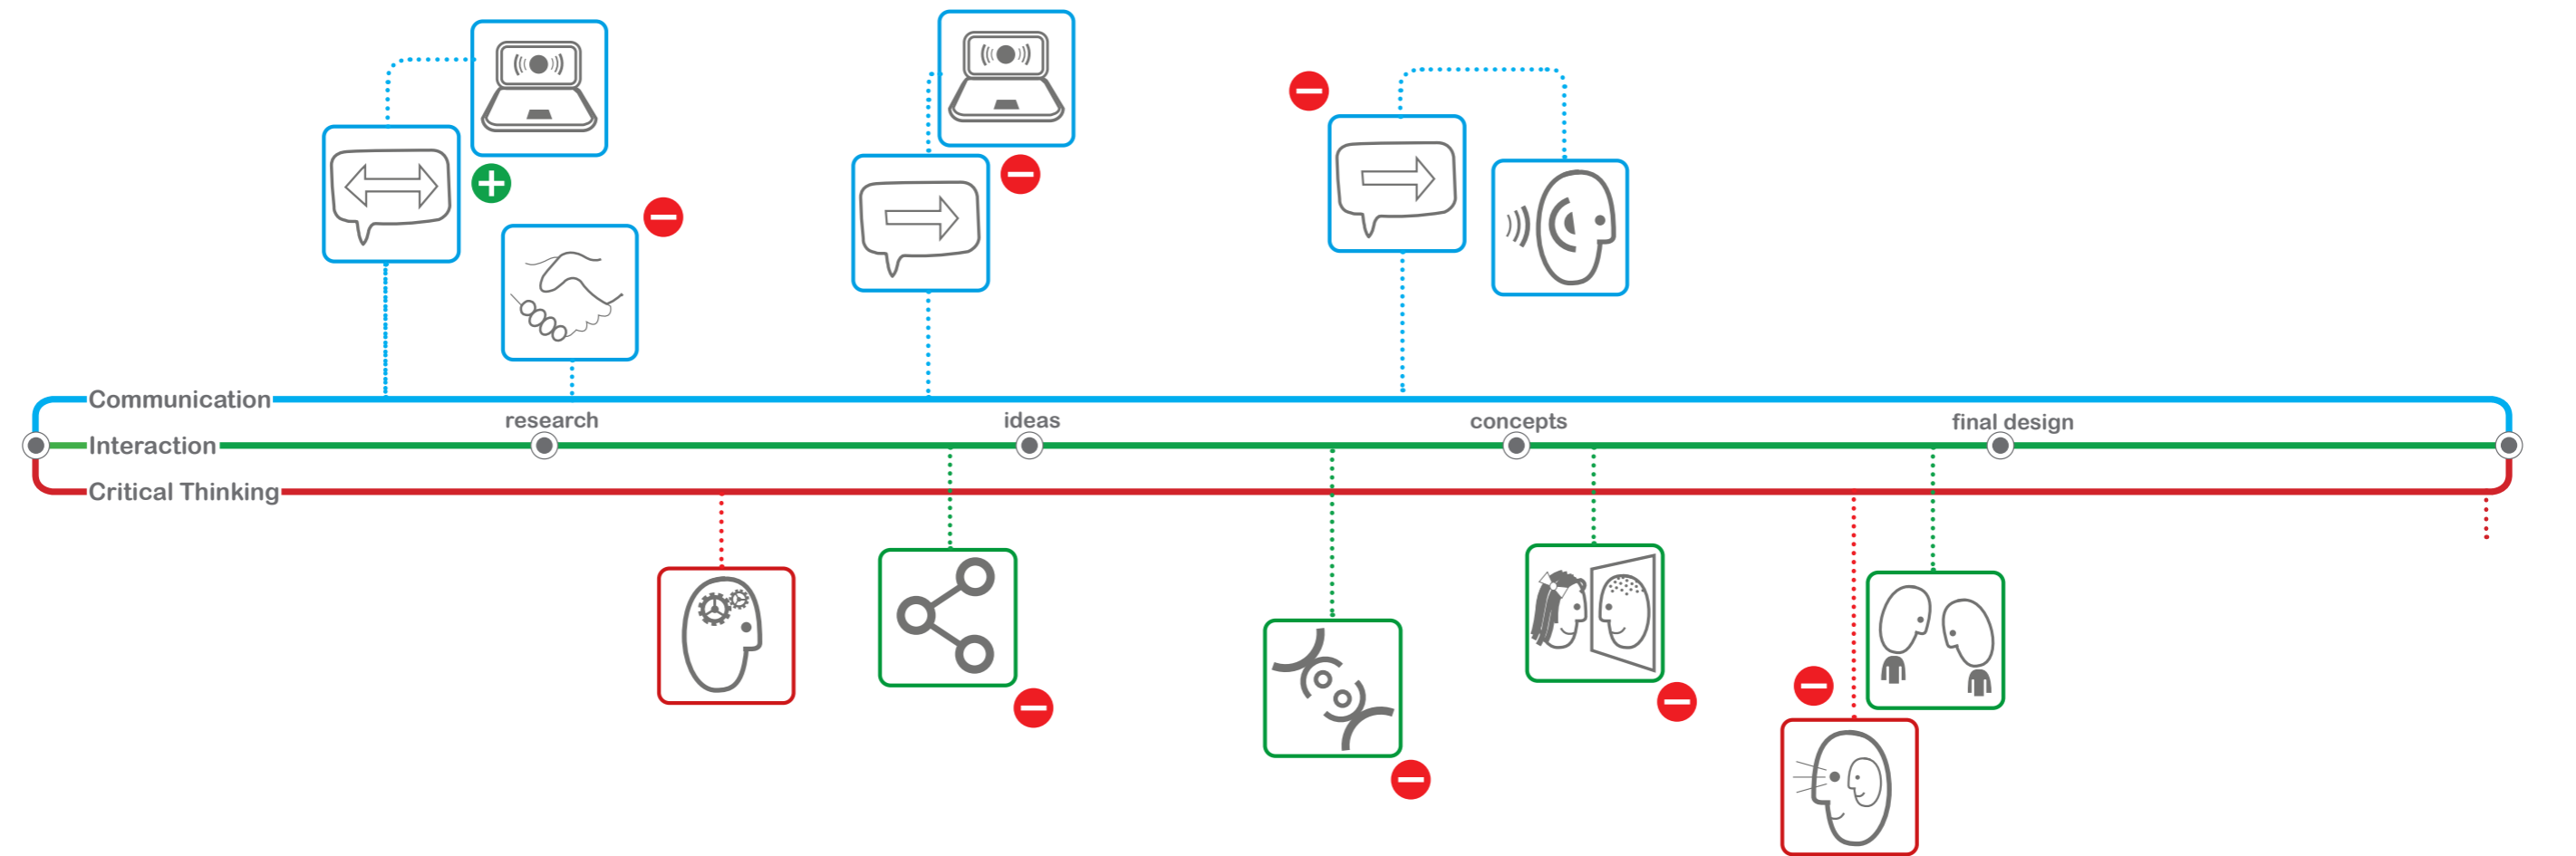 Communication
research
ideas
concepts
final design
Interaction
Critical Thinking